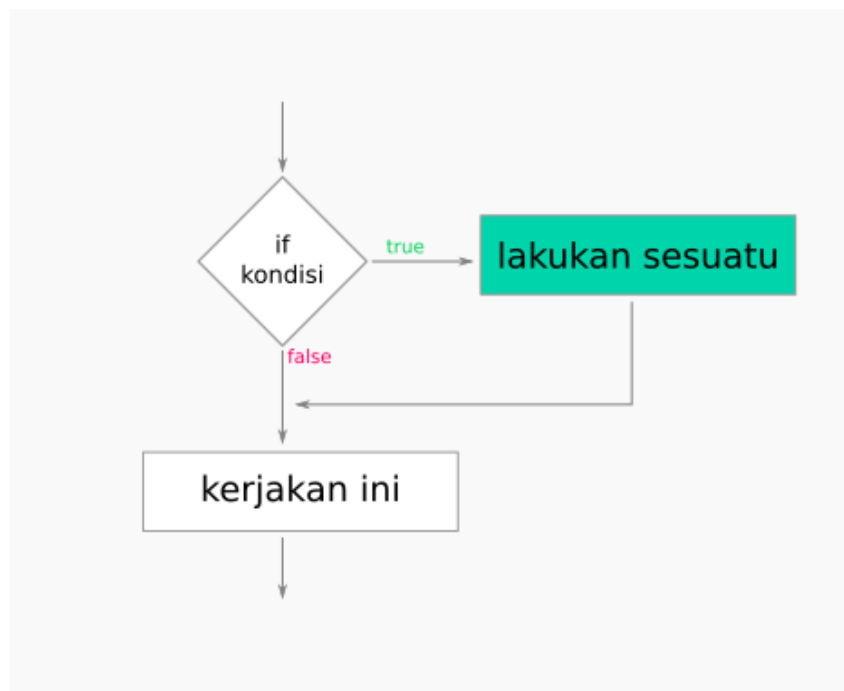 if
kondisi
true
lakukan sesuatu
false
kerjakan ini